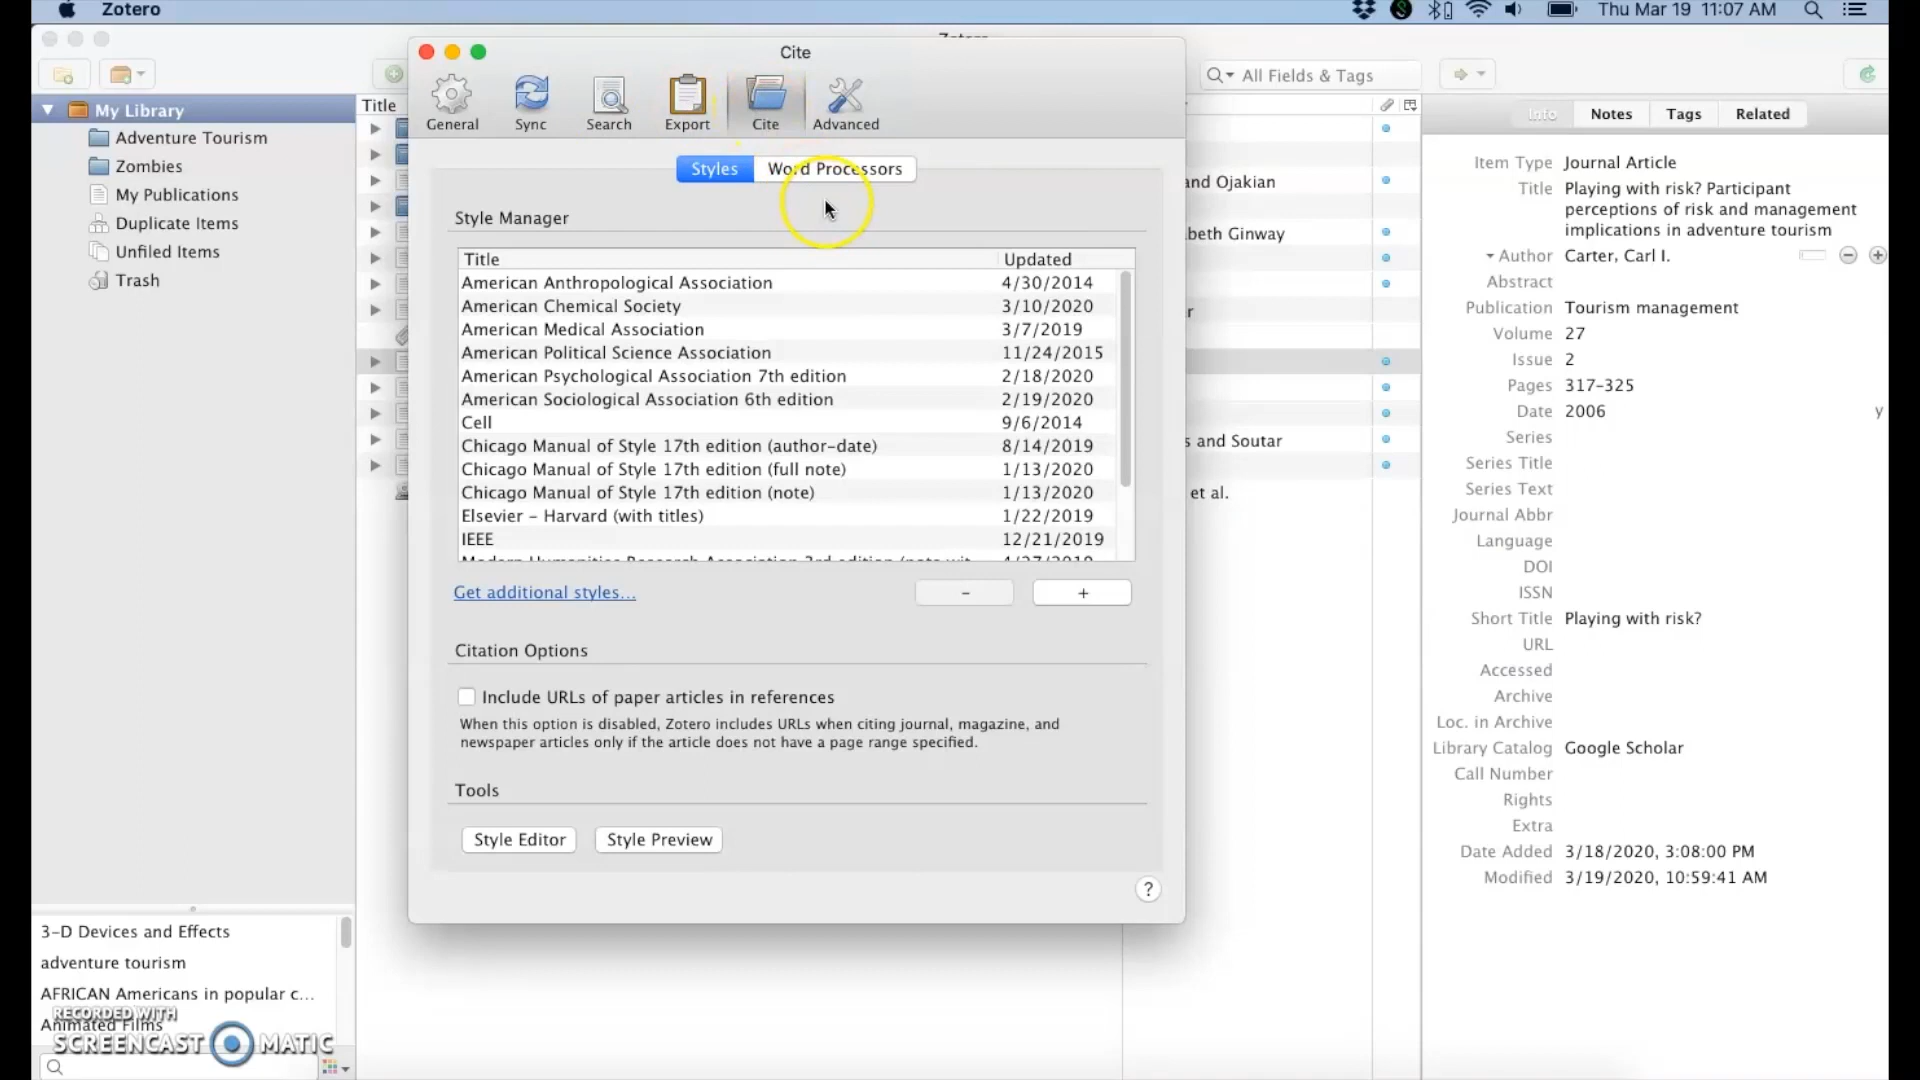 Zotero
Thu Mar 19 11:07 AM
All Fields & Tags
Cite
General
Sync
Search
Export
Cite
Advanced
Styles
Word Processors
Style Manager
Title Updated
American Anthropological Association 4/30/2014
American Chemical Society 3/10/2020
American Medical Association 3/7/2019
American Political Science Association 11/24/2015
American Psychological Association 7th edition 2/18/2020
American Sociological Association 6th edition 2/19/2020
Cell 9/6/2014
Chicago Manual of Style 17th edition (author-date) 8/14/2019
Chicago Manual of Style 17th edition (full note) 1/13/2020
Chicago Manual of Style 17th edition (note) 1/13/2020
Elsevier – Harvard (with titles) 1/22/2019
IEEE 12/21/2019
Get additional styles...
-
+
Citation Options
Include URLs of paper articles in references
When this option is disabled, Zotero includes URLs when citing journal, magazine, and
newspaper articles only if the article does not have a page range specified.
Tools
Style Editor
Style Preview
?
My Library
Adventure Tourism
Zombies
My Publications
Duplicate Items
Unfiled Items
Trash
3-D Devices and Effects
adventure tourism
AFRICAN Americans in popular c...
Animated Films
RECORDED WITH
SCREENCAST MATIC
Title
and Ojakian
beth Ginway
r
s and Soutar
et al.
Info
Notes
Tags
Related
Item Type Journal Article
Title Playing with risk? Participant
perceptions of risk and management
implications in adventure tourism
Author Carter, Carl I.
Abstract
Publication Tourism management
Volume 27
Issue 2
Pages 317-325
Date 2006 y
Series
Series Title
Series Text
Journal Abbr
Language
DOI
ISSN
Short Title Playing with risk?
URL
Accessed
Archive
Loc. in Archive
Library Catalog Google Scholar
Call Number
Rights
Extra
Date Added 3/18/2020, 3:08:00 PM
Modified 3/19/2020, 10:59:41 AM